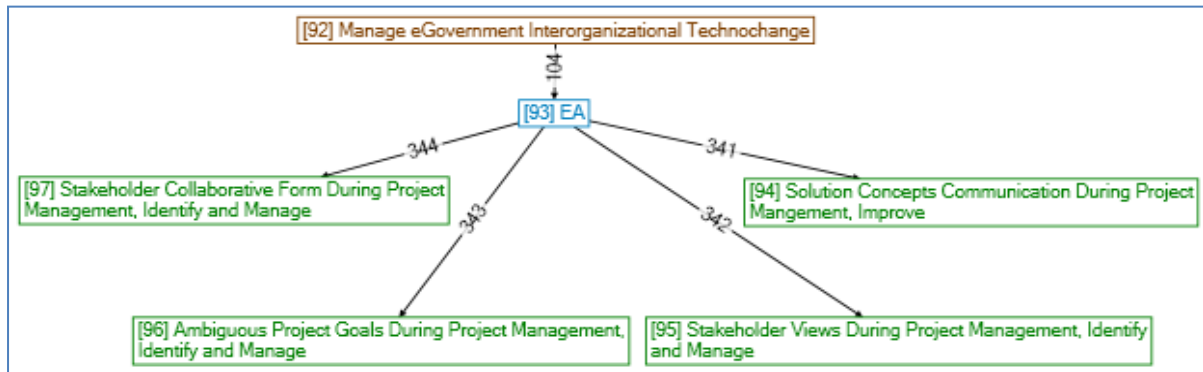 [92] Manage eGovernment Interorganizational Technochange
104
[93] EA
344
341
[97] Stakeholder Collaborative Form During Project
Management, Identify and Manage
[94] Solution Concepts Communication During Project
Mangement, Improve
343
342
[96] Ambiguous Project Goals During Project Management,
Identify and Manage
[95] Stakeholder Views During Project Management, Identify
and Manage